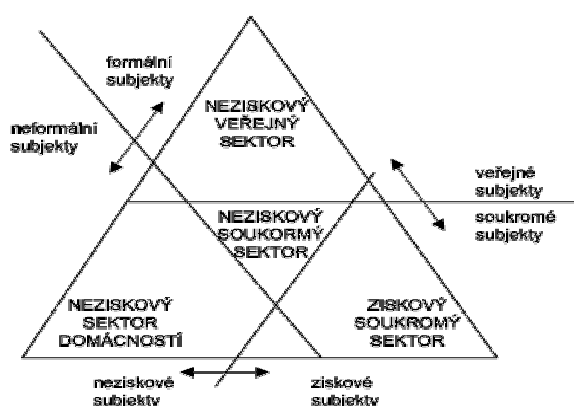 formální
subjekty
neformální
subjekty
NEZISKOVÝ
VEŘEJNÝ
SEKTOR
veřejné
subjekty
soukromé
subjekty
NEZISKOVÝ
SOUKORMÝ
SEKTOR
NEZISKOVÝ
SEKTOR
DOMÁCNOSTÍ
ZISKOVÝ
SOUKROMÝ
SEKTOR
neziskové
subjekty
ziskové
subjekty